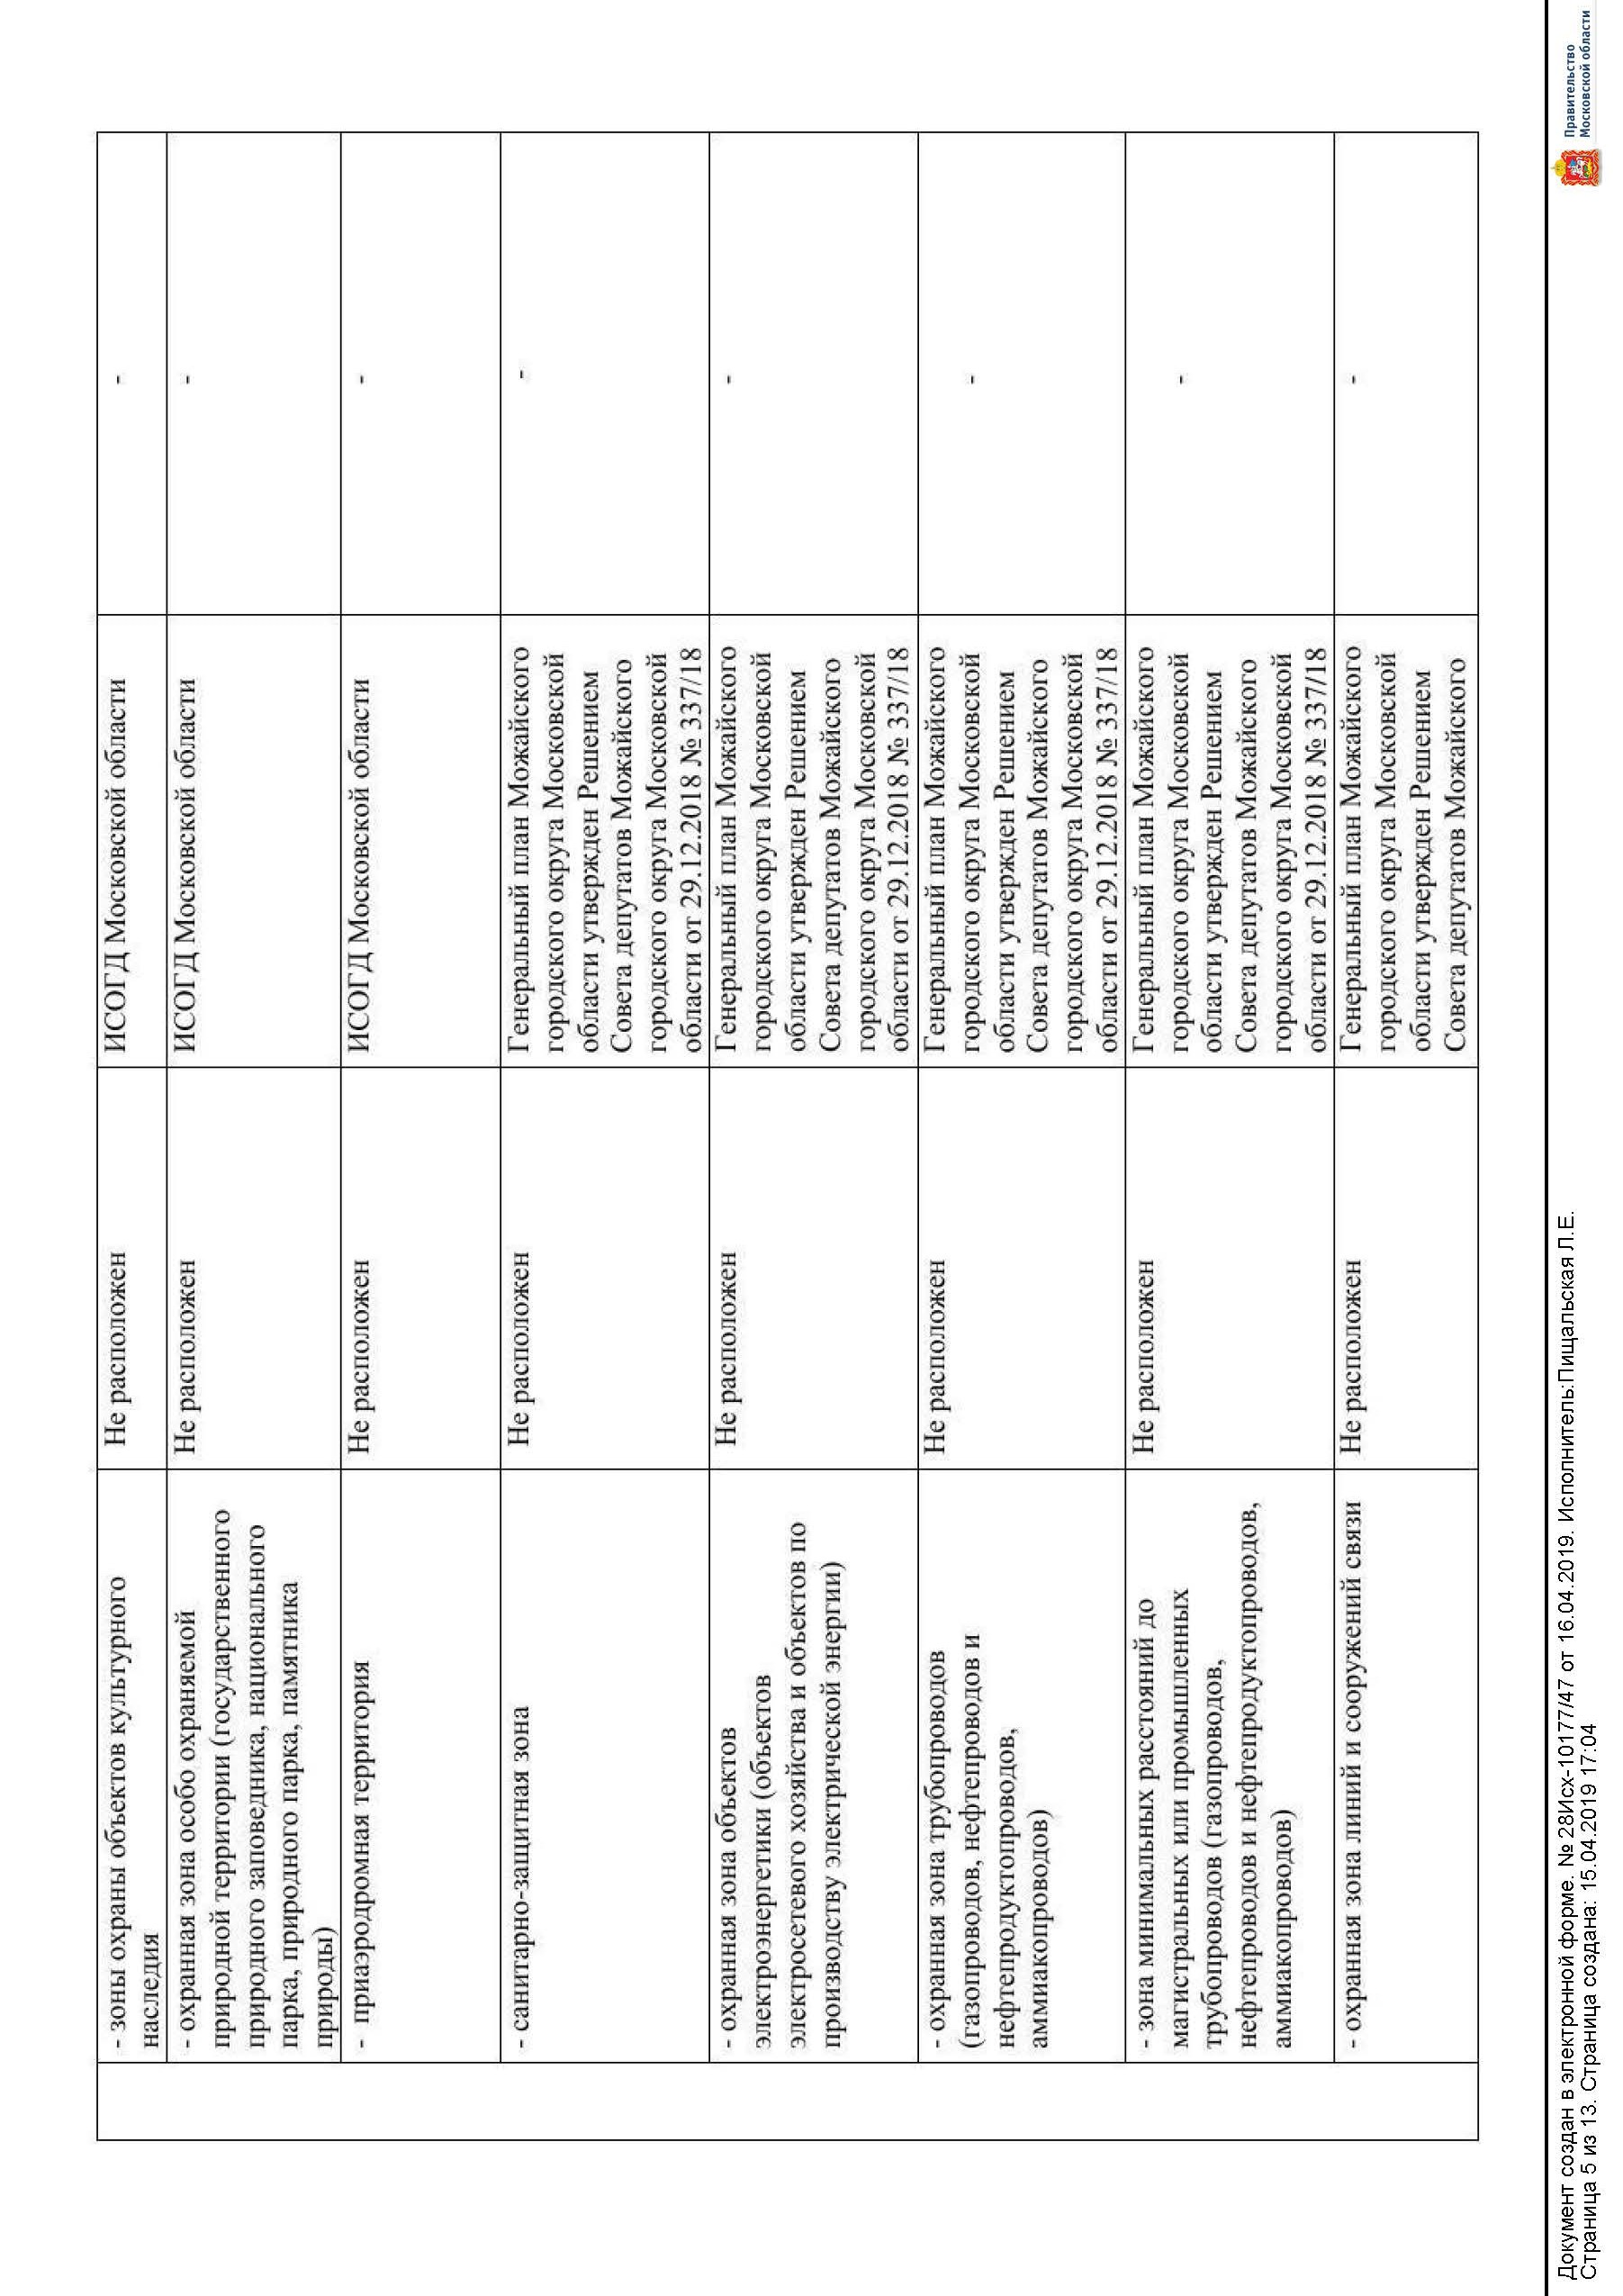 - зоны охраны объектов культурного
наследия
Не расположен
ИСОГД Московской области
-
- охранная зона особо охраняемой
природной территории (государственного
природного заповедника, национального
парка, природного парка, памятника
природы)
Не расположен
ИСОГД Московской области
-
- приаэродромная территория
Не расположен
ИСОГД Московской области
-
- санитарно-защитная зона
Не расположен
Генеральный план Можайского
городского округа Московской
области утвержден Решением
Совета депутатов Можайского
городского округа Московской
области от 29.12.2018 № 337/18
-
- охранная зона объектов
электроэнергетики (объектов
электросетевого хозяйства и объектов по
производству электрической энергии)
Не расположен
Генеральный план Можайского
городского округа Московской
области утвержден Решением
Совета депутатов Можайского
городского округа Московской
области от 29.12.2018 № 337/18
-
- охранная зона трубопроводов
(газопроводов, нефтепроводов и
нефтепродуктопроводов,
аммиакопроводов)
Не расположен
Генеральный план Можайского
городского округа Московской
области утвержден Решением
Совета депутатов Можайского
городского округа Московской
области от 29.12.2018 № 337/18
-
- зона минимальных расстояний до
магистральных или промышленных
трубопроводов (газопроводов,
нефтепроводов и нефтепродуктопроводов,
аммиакопроводов)
Не расположен
Генеральный план Можайского
городского округа Московской
области утвержден Решением
Совета депутатов Можайского
городского округа Московской
области от 29.12.2018 № 337/18
-
- охранная зона линий и сооружений связи
Не расположен
Генеральный план Можайского
городского округа Московской
области утвержден Решением
Совета депутатов Можайского
-
Документ создан в электронной форме. № 28Исх-10177/47 от 16.04.2019. Исполнитель:Пищальская Л.Е.
Страница 5 из 13. Страница создана: 15.04.2019 17:04
Правительство
Московской области